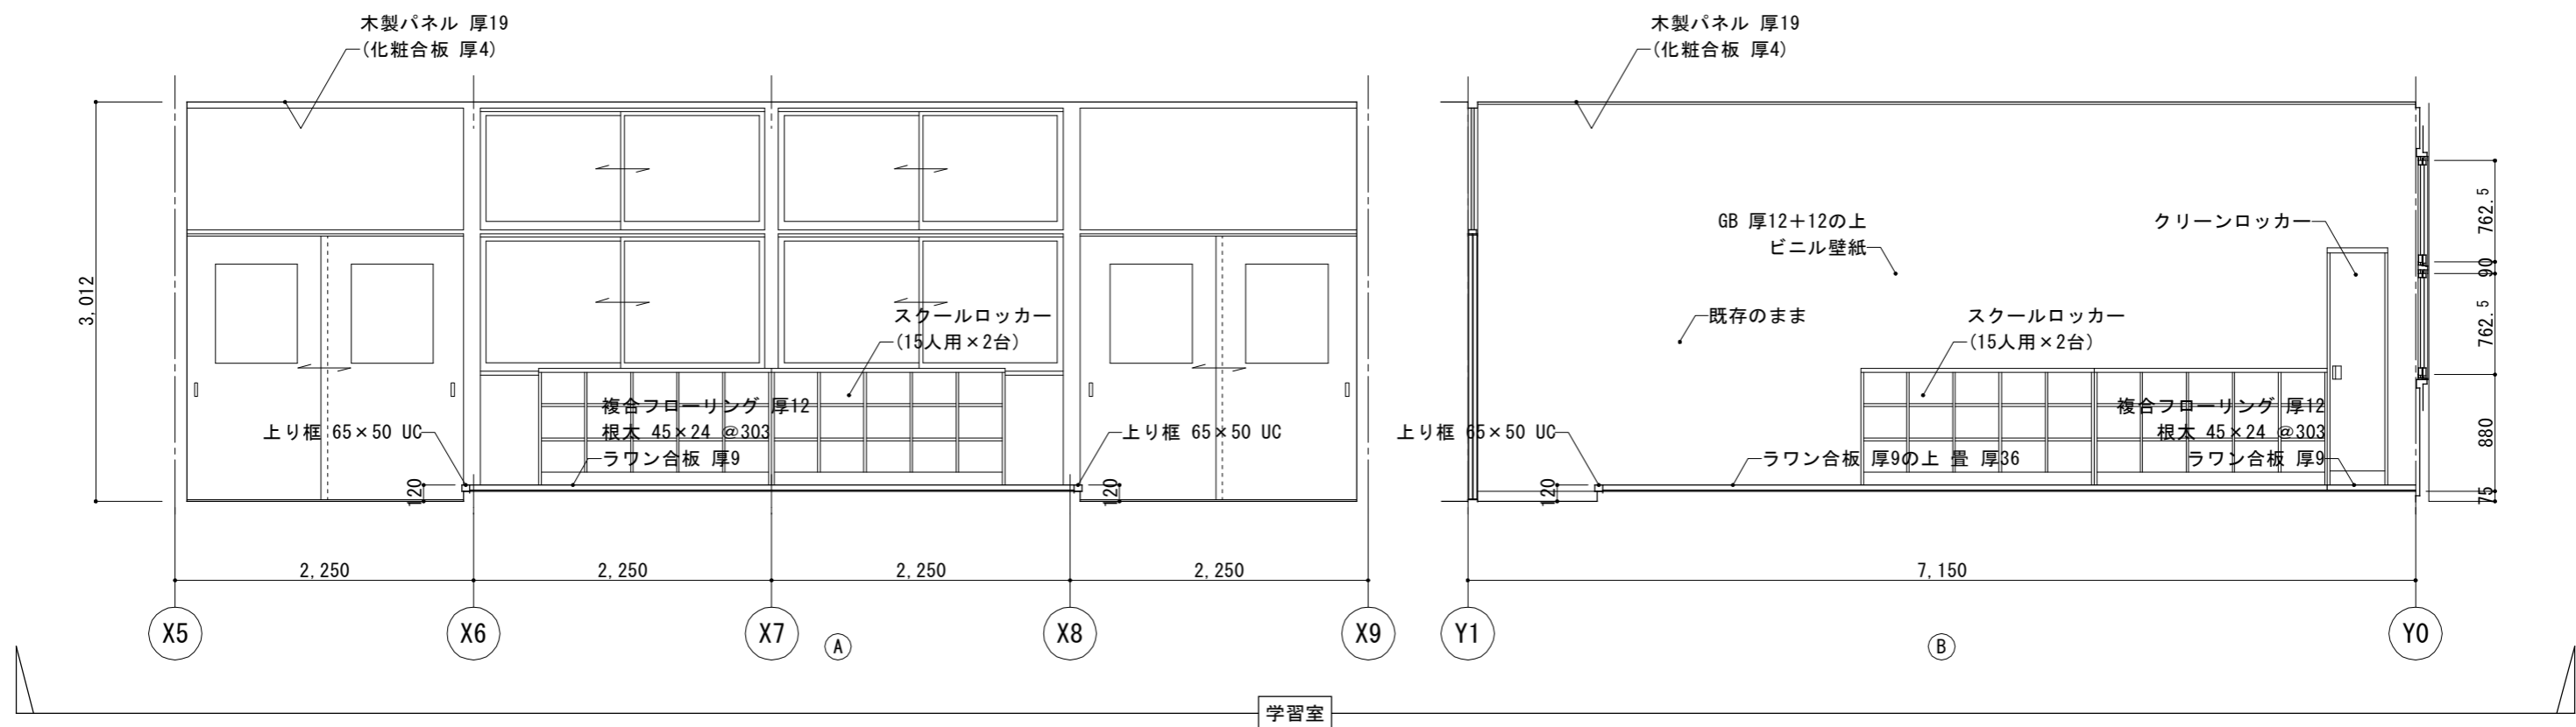 木製パネル 厚19
(化粧合板 厚4)
木製パネル 厚19
(化粧合板 厚4)
3,012
スクールロッカー
(15人用×2台)
複合フローリング 厚12
根太 45×24 @303
ラワン合板 厚9
上り框 65×50 UC
上り框 65×50 UC
120
120
2,250
2,250
2,250
2,250
X5
X6
X7
X8
X9
A
GB 厚12+12の上
ビニル壁紙
クリーンロッカー
既存のまま
スクールロッカー
(15人用×2台)
複合フローリング 厚12
根太 45×24 @303
ラワン合板 厚9
上り框 65×50 UC
ラワン合板 厚9の上 畳 厚36
120
762.5
90
762.5
880
75
7,150
Y1
Y0
B
学習室